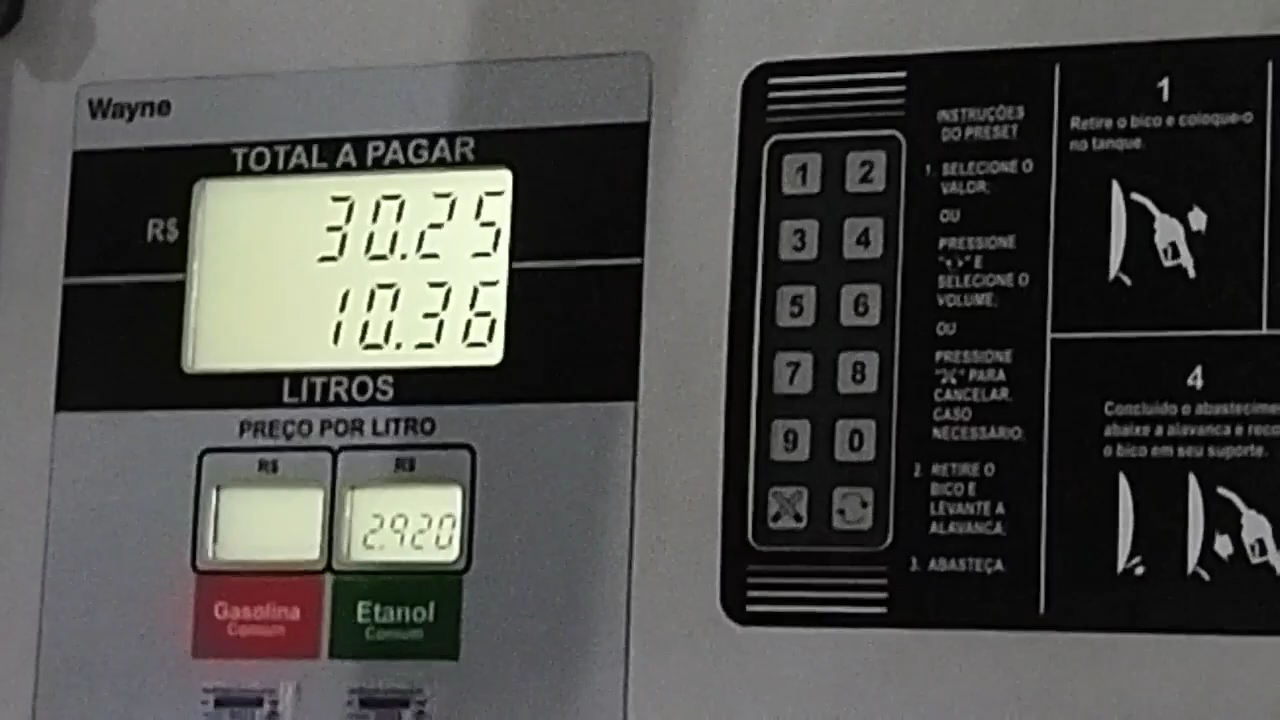 Wayne
TOTAL A PAGAR
R$ 30.25
10.36
LITROS
PREÇO POR LITRO
R$ R$
2.920
Gasolina
Comum
Etanol
Comum
1 2
3 4
5 6
7 8
9 0
INSTRUÇÕES
DO PRESET
1. SELECIONE O
VALOR;
OU
PRESSIONE
E
SELECIONE O
VOLUME;
OU
PRESSIONE
PARA
CANCELAR,
CASO
NECESSÁRIO;
2. RETIRE O
BICO E
LEVANTE A
ALAVANCA;
3. ABASTEÇA
1
Retire o bico e coloque-o
no tanque.
4
Concluído o abastecime
abaixe a alavanca e reco
o bico em seu suporte.